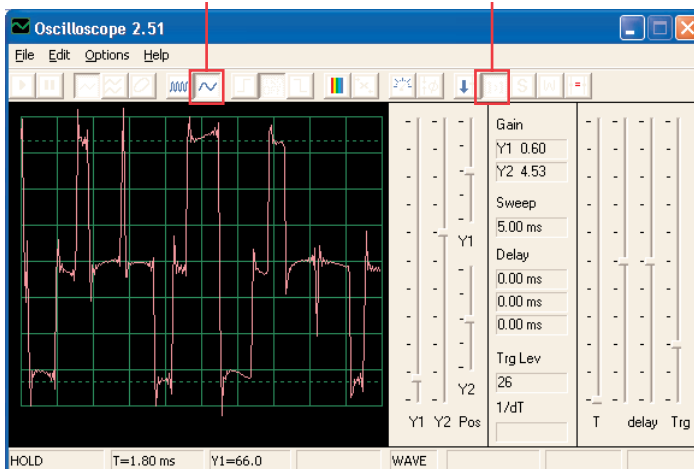 Oscilloscope 2.51
File Edit Options Help
Gain
Y1 0.60
Y2 4.53
Sweep
5.00 ms
Y1
Delay
0.00 ms
0.00 ms
0.00 ms
Trg Lev
26
Y2
1/dT
Y1 Y2 Pos
T delay Trg
HOLD T=1.80 ms Y1=66.0 WAVE